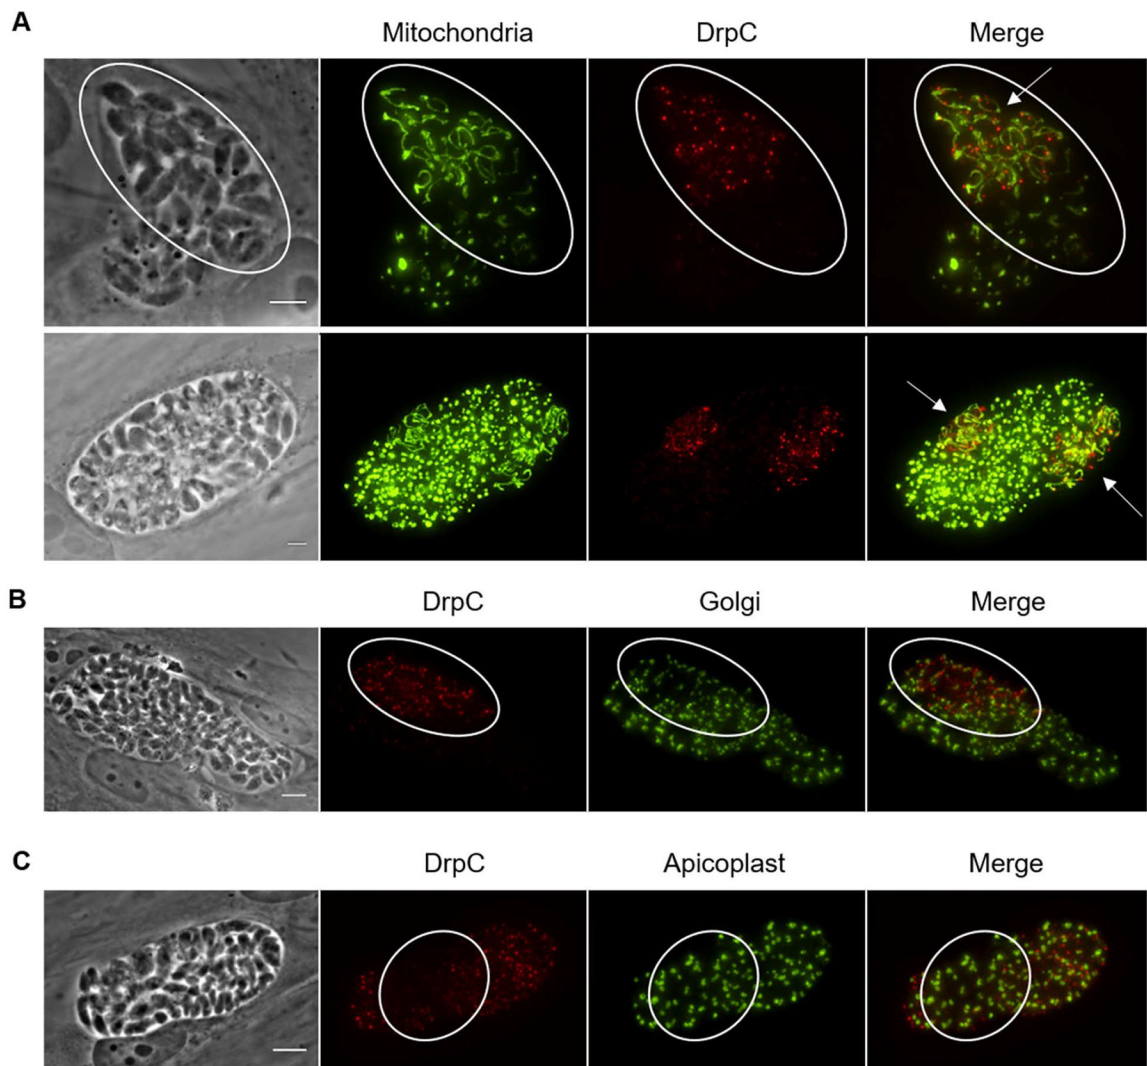 A
Mitochondria DrpC Merge
B
DrpC Golgi Merge
C
DrpC Apicoplast Merge